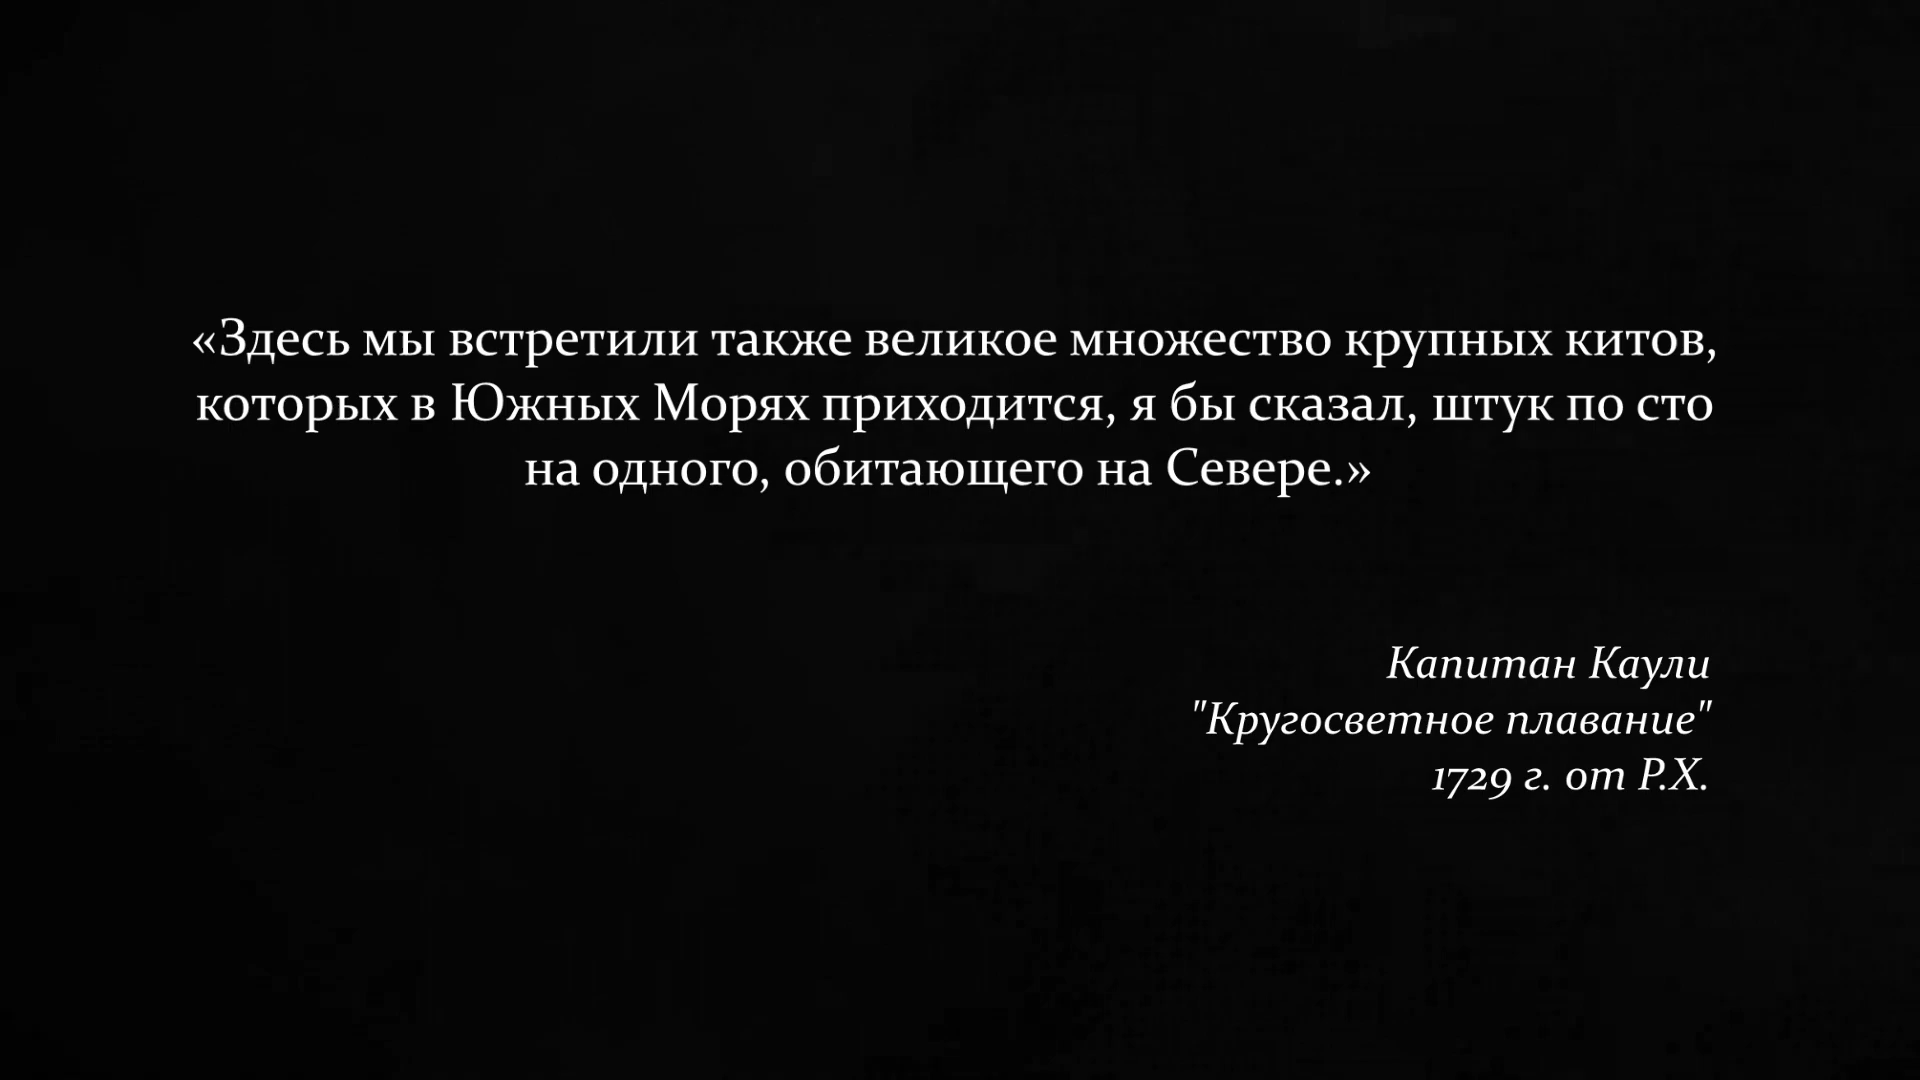 «Здесь мы встретили также великое множество крупных китов,
которых в Южных Морях приходится, я бы сказал, штук по сто
на одного, обитающего на Севере.»
Капитан Каули
"Кругосветное плавание"
1729 г. от Р.Х.